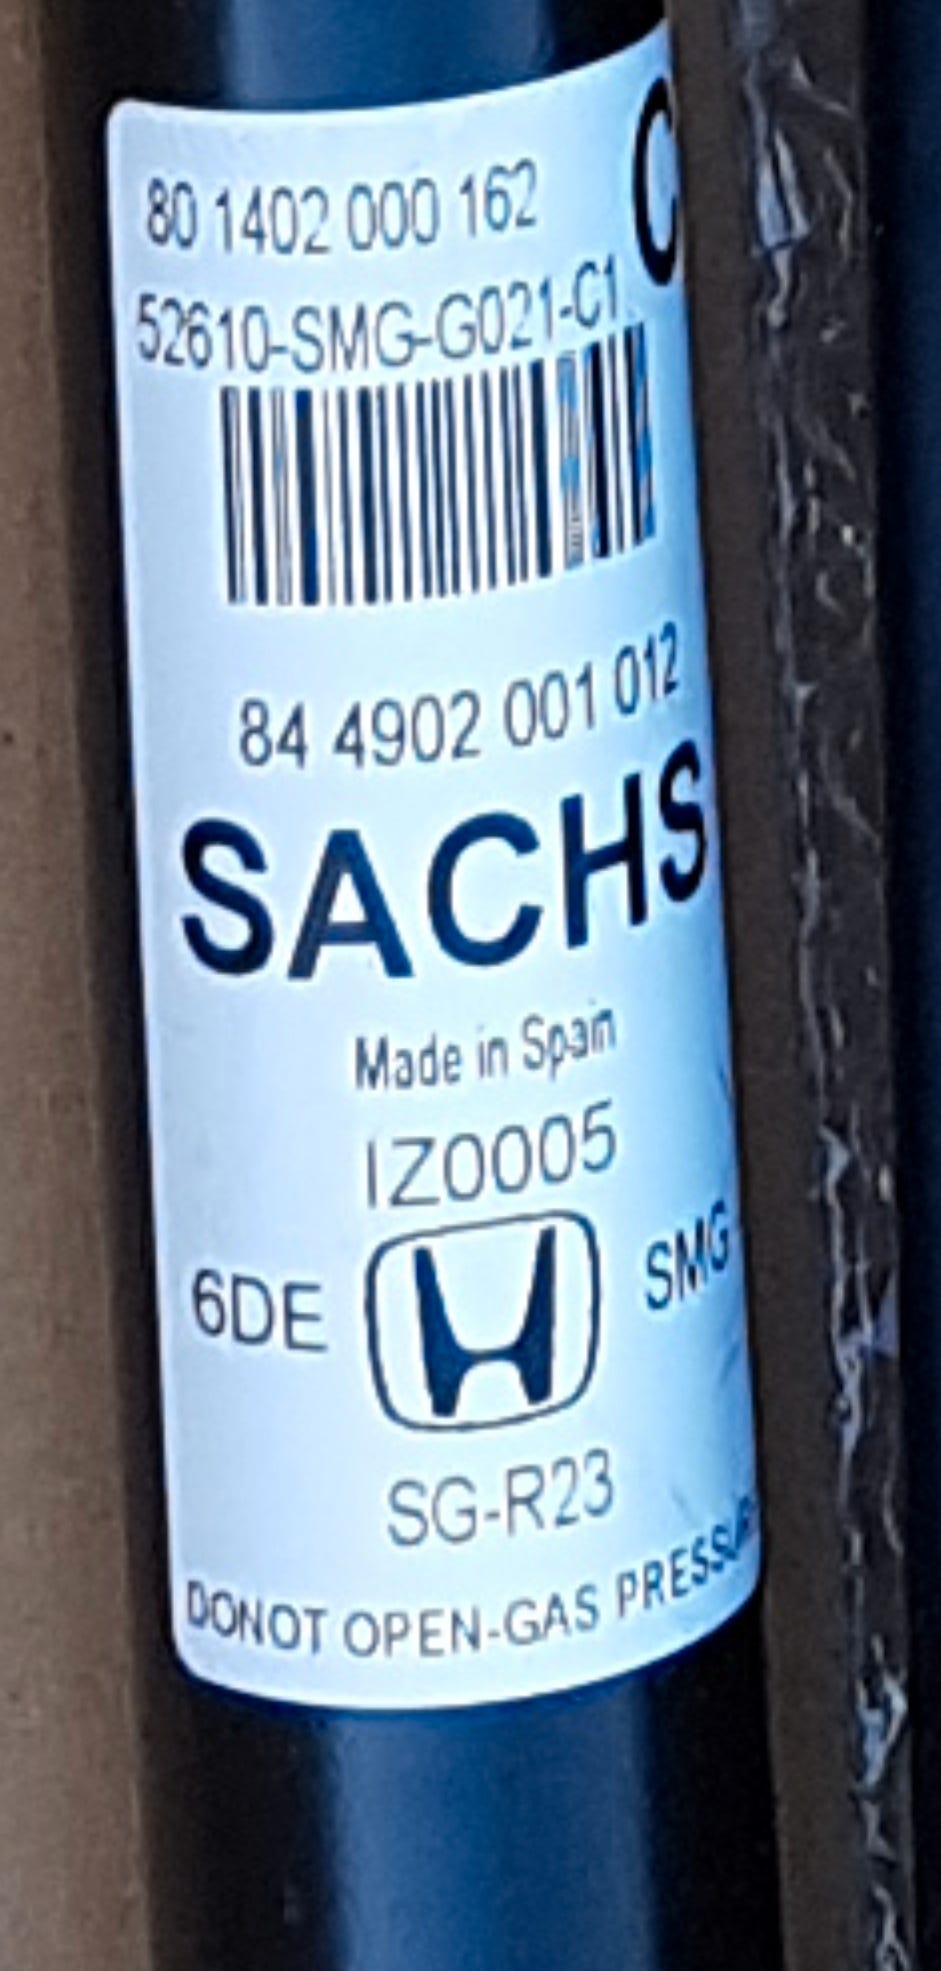 C
80 1402 000 162
52610-SMG-G021-C1
84 4902 001 012
SACHS
Made in Spain
IZ0005
6DE SMG
SG-R23
DONOT OPEN-GAS PRESSUR